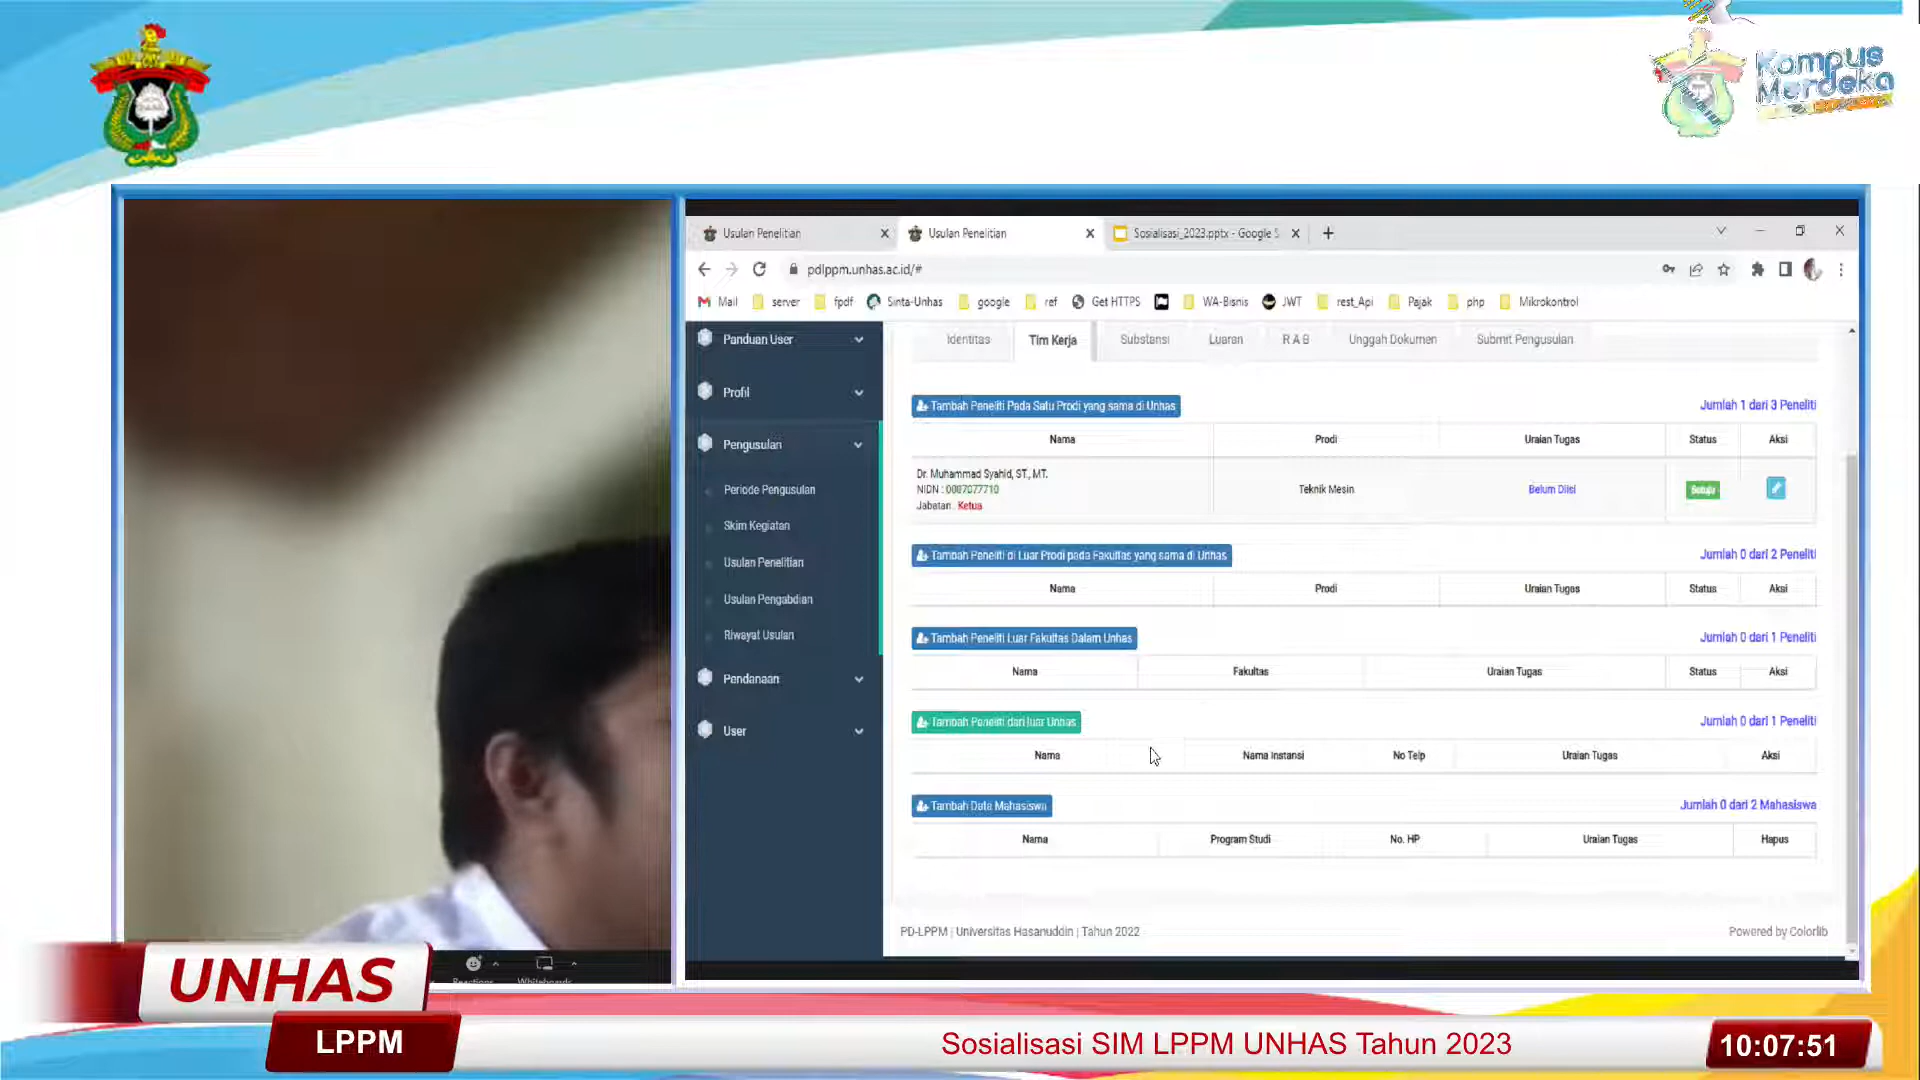 Kampus
Merdeka
Usulan Penelitian
Usulan Penelitian
Sosialisasi_2023.pptx - Google S
pdlppm.unhas.ac.id/#
Mail server fpdf Sinta-Unhas google ref Get HTTPS WA-Bisnis JWT rest_Api Pajak php Mikrokontrol
Panduan User
Profil
Pengusulan
Periode Pengusulan
Skim Kegiatan
Usulan Penelitian
Usulan Pengabdian
Riwayat Usulan
Pendanaan
User
Identitas Tim Kerja Substansi Luaran R A B Unggah Dokumen Submit Pengusulan
Tambah Peneliti Pada Satu Prodi yang sama di Unhas Jumlah 1 dari 3 Peneliti
Nama Prodi Uraian Tugas Status Aksi
Dr. Muhammad Syahid, ST., MT.
NIDN : 0007077710
Jabatan : Ketua
Teknik Mesin Belum Diisi Setuju
Tambah Peneliti di Luar Prodi pada Fakultas yang sama di Unhas Jumlah 0 dari 2 Peneliti
Nama Prodi Uraian Tugas Status Aksi
Tambah Peneliti Luar Fakultas Dalam Unhas Jumlah 0 dari 1 Peneliti
Nama Fakultas Uraian Tugas Status Aksi
Tambah Peneliti dari luar Unhas Jumlah 0 dari 1 Peneliti
Nama Nama Instansi No Telp Uraian Tugas Aksi
Tambah Data Mahasiswa Jumlah 0 dari 2 Mahasiswa
Nama Program Studi No. HP Uraian Tugas Hapus
PD-LPPM | Universitas Hasanuddin | Tahun 2022 Powered by Colorlib
Reactions Whiteboards
UNHAS
LPPM
Sosialisasi SIM LPPM UNHAS Tahun 2023
10:07:51